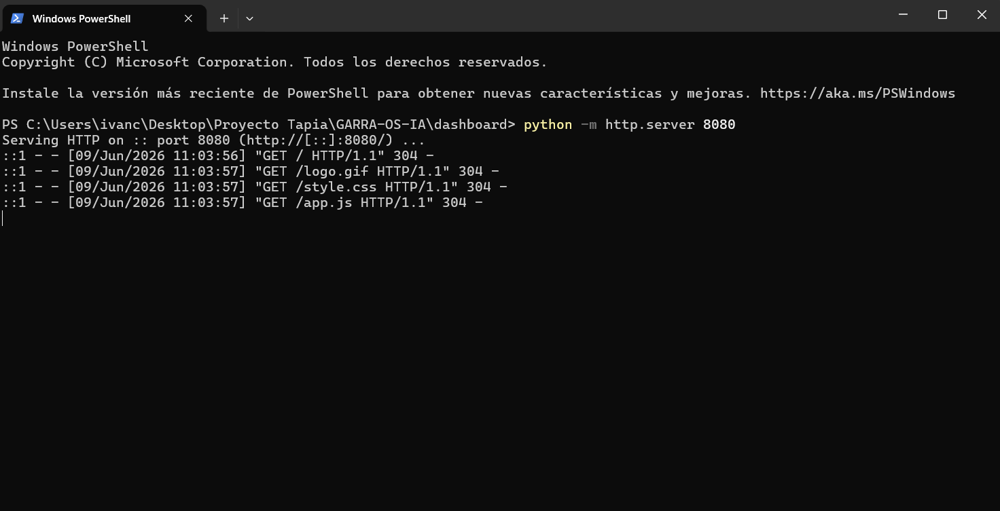 Windows PowerShell
Windows PowerShell
Copyright (C) Microsoft Corporation. Todos los derechos reservados.
Instale la versión más reciente de PowerShell para obtener nuevas características y mejoras. https://aka.ms/PSWindows
PS C:\Users\ivanc\Desktop\Proyecto Tapia\GARRA-OS-IA\dashboard> python -m http.server 8080
Serving HTTP on :: port 8080 (http://[::]:8080/) ...
::1 - - [09/Jun/2026 11:03:56] "GET / HTTP/1.1" 304 -
::1 - - [09/Jun/2026 11:03:57] "GET /logo.gif HTTP/1.1" 304 -
::1 - - [09/Jun/2026 11:03:57] "GET /style.css HTTP/1.1" 304 -
::1 - - [09/Jun/2026 11:03:57] "GET /app.js HTTP/1.1" 304 -